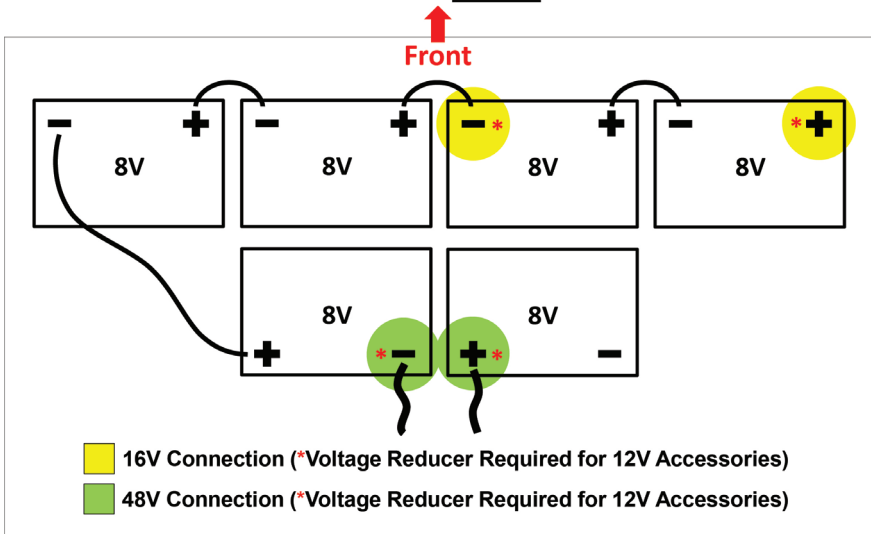 Front
- + - + - * + - * +
8V 8V 8V 8V
8V 8V
+ * - + * -
16V Connection (*Voltage Reducer Required for 12V Accessories)
48V Connection (*Voltage Reducer Required for 12V Accessories)